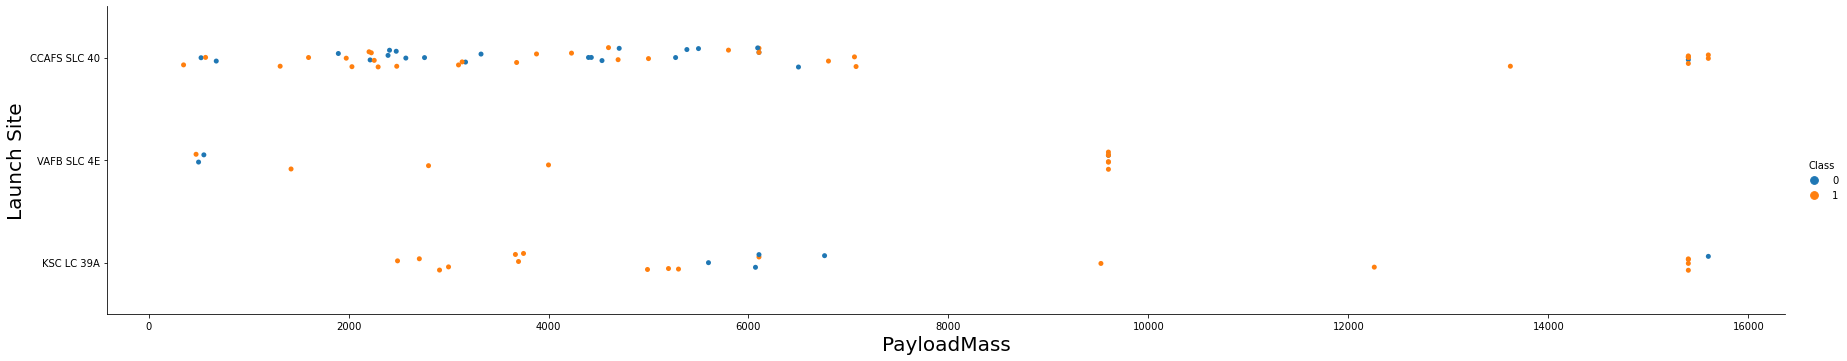 CCAFS SLC 40
VAFB SLC 4E
KSC LC 39A
Launch Site
0 2000 4000 6000 8000 10000 12000 14000 16000
PayloadMass
Class
0
1